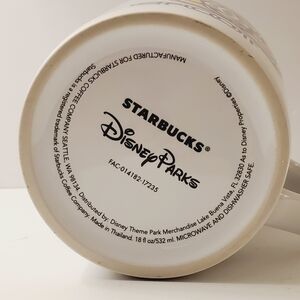 STARBUCKS
Disney Parks
FAC-014182-17235
MANUFACTURED FOR STARBUCKS COFFEE COMPANY SEATTLE, WA 98134. Distributed by: Disney Theme Park Merchandise Lake Buena Vista, FL 32830 As to Disney Properties ©Disney
Starbucks is a registered trademark of Starbucks Coffee Company. Made in Thailand. 18 fl oz/532 ml. MICROWAVE AND DISHWASHER SAFE.